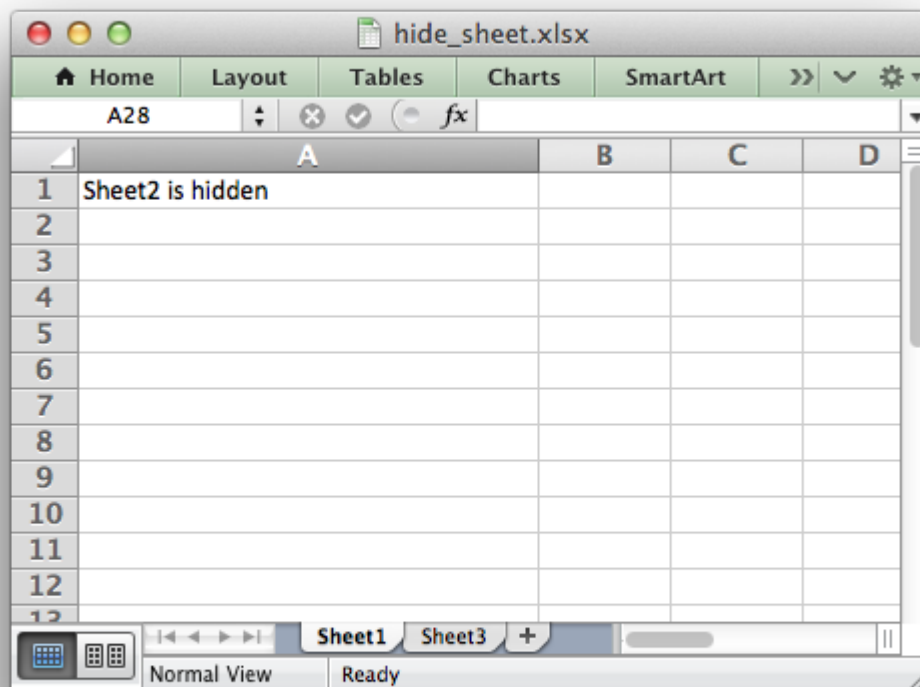 hide_sheet.xlsx
Home Layout Tables Charts SmartArt
A28 fx
A B C D
1 Sheet2 is hidden
2
3
4
5
6
7
8
9
10
11
12
13
Sheet1 Sheet3 +
Normal View Ready